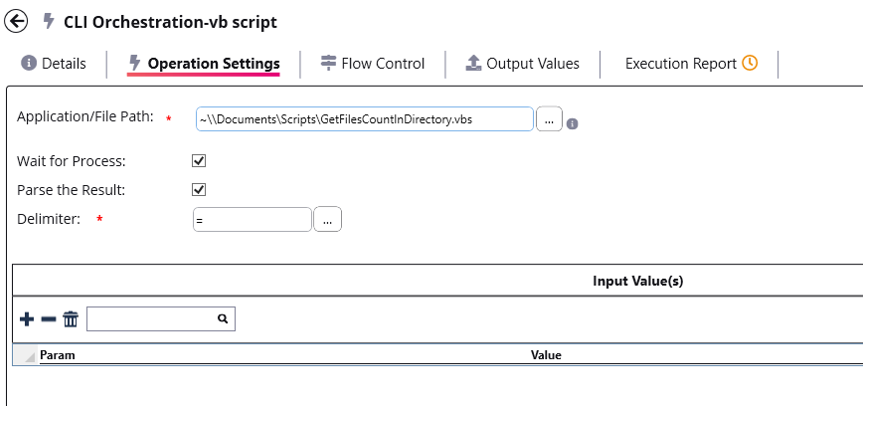 CLI Orchestration-vb script
Details
Operation Settings
Flow Control
Output Values
Execution Report
Application/File Path: * ~\\Documents\Scripts\GetFilesCountInDirectory.vbs ...
Wait for Process:
Parse the Result:
Delimiter: * = ...
Input Value(s)
Param Value